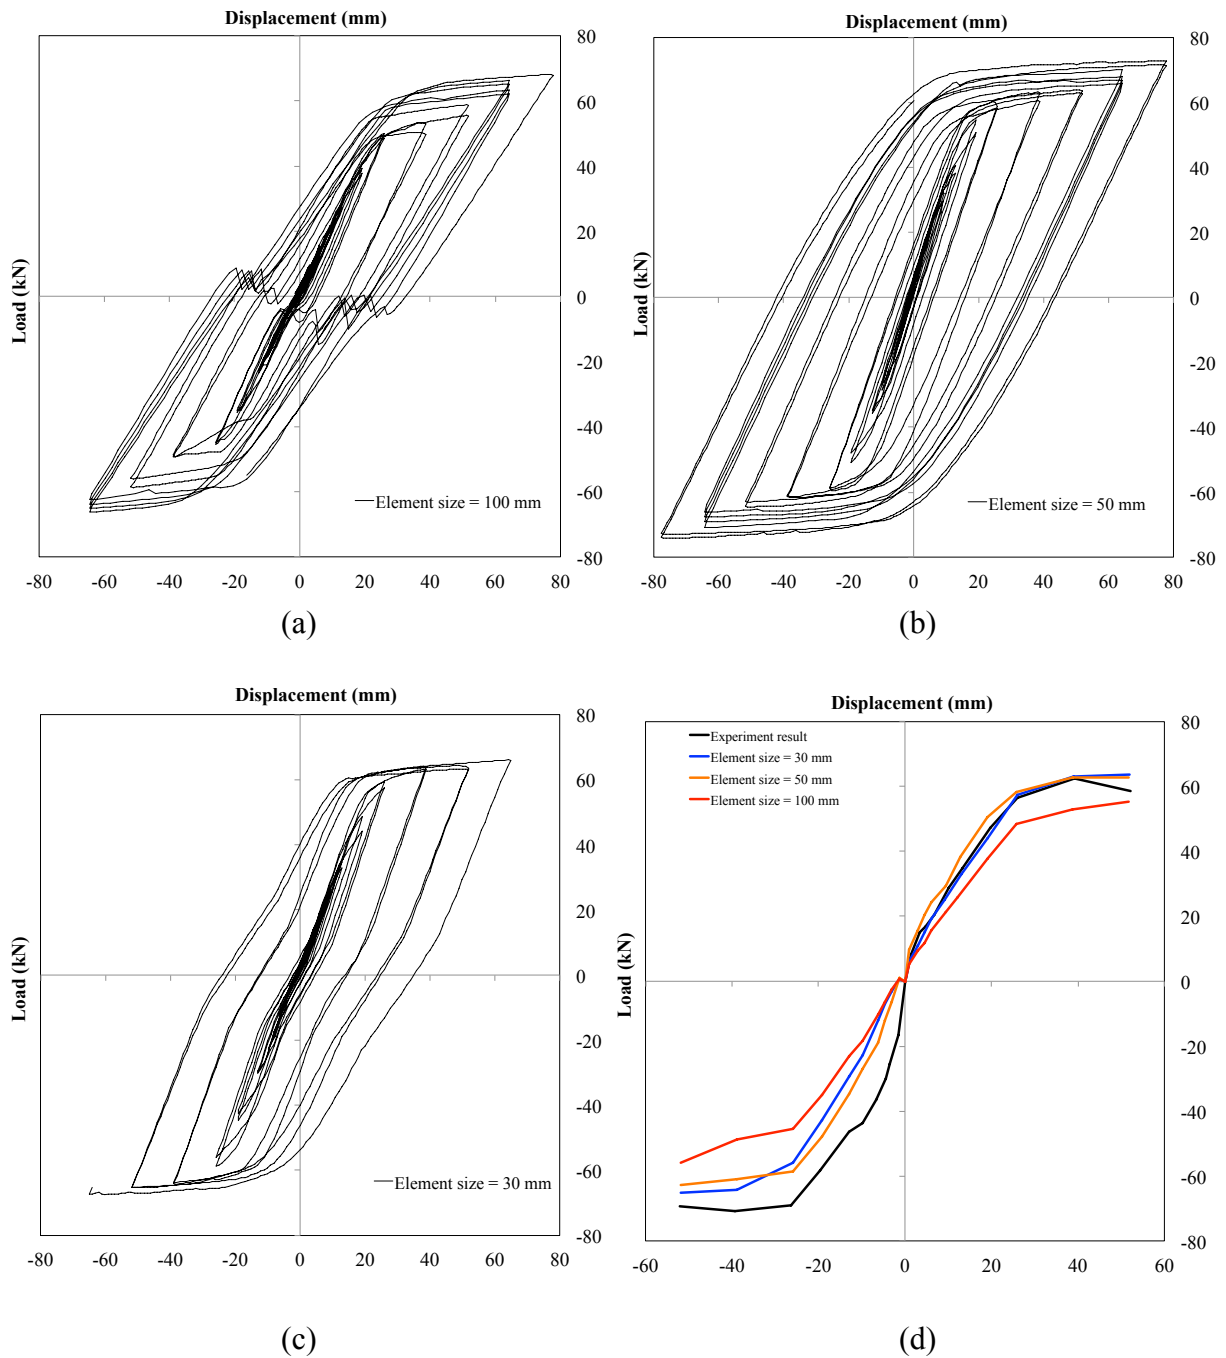 Displacement (mm)
80
60
40
20
0
-20
-40
-60
-80
Load (kN)
Element size = 100 mm
-80 -60 -40 -20 0 20 40 60 80
(a)
Displacement (mm)
80
60
40
20
0
-20
-40
-60
-80
Load (kN)
Element size = 50 mm
-80 -60 -40 -20 0 20 40 60 80
(b)
Displacement (mm)
80
60
40
20
0
-20
-40
-60
-80
Load (kN)
Element size = 30 mm
-80 -60 -40 -20 0 20 40 60 80
(c)
Displacement (mm)
Experiment result
Element size = 30 mm
Element size = 50 mm
Element size = 100 mm
80
60
40
20
0
-20
-40
-60
-80
Load (kN)
-60 -40 -20 0 20 40 60
(d)